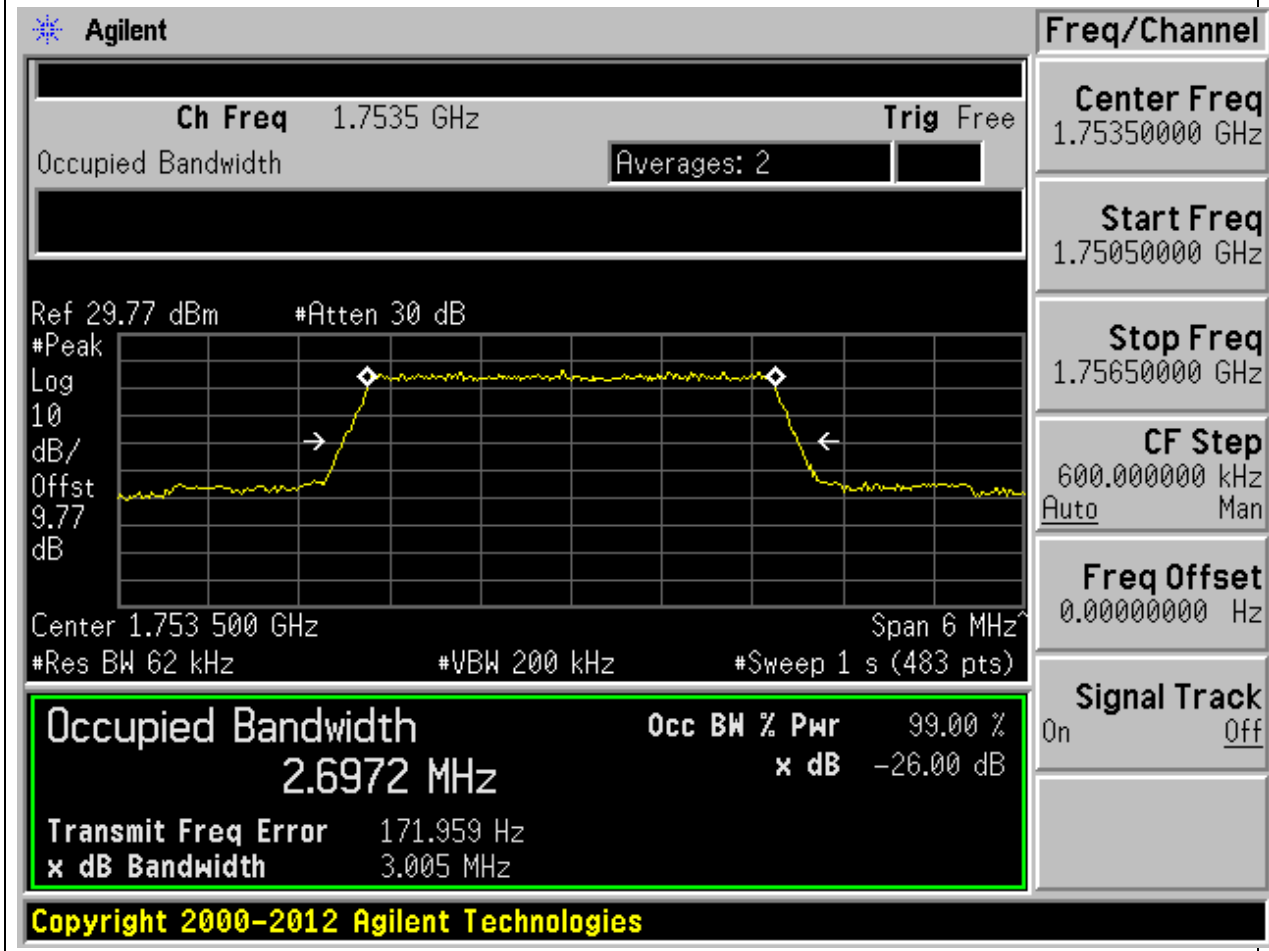 Agilent
Freq/Channel
Ch Freq 1.7535 GHz Trig Free
Occupied Bandwidth Averages: 2
Ref 29.77 dBm #Atten 30 dB
#Peak
Log
10
dB/
Offst
9.77
dB
Center 1.753 500 GHz Span 6 MHz^
#Res BW 62 kHz #VBW 200 kHz #Sweep 1 s (483 pts)
Occupied Bandwidth
2.6972 MHz
Occ BW % Pwr 99.00 %
x dB -26.00 dB
Transmit Freq Error 171.959 Hz
x dB Bandwidth 3.005 MHz
Center Freq
1.75350000 GHz
Start Freq
1.75050000 GHz
Stop Freq
1.75650000 GHz
CF Step
600.000000 kHz
Auto Man
Freq Offset
0.00000000 Hz
Signal Track
On Off
Copyright 2000-2012 Agilent Technologies